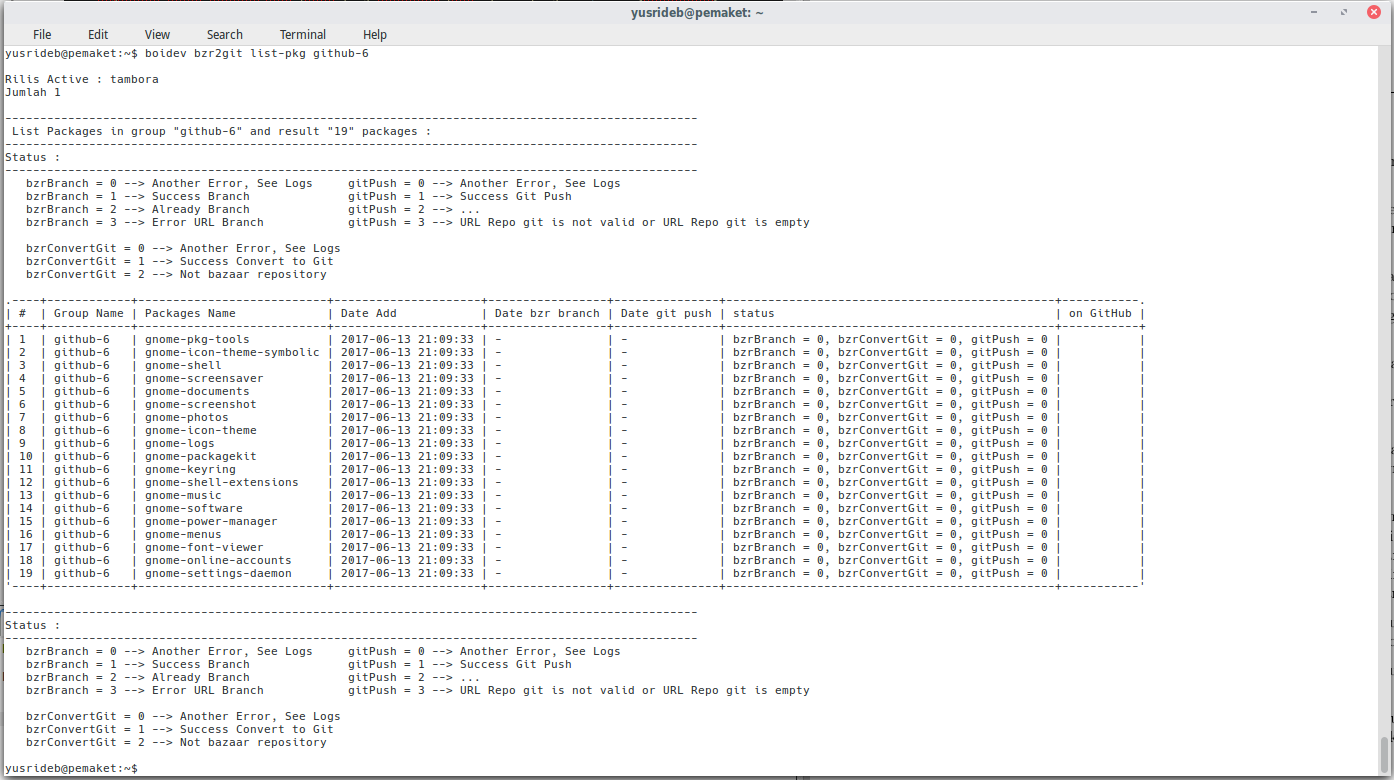 yusrideb@pemaket: ~
File Edit View Search Terminal Help
yusrideb@pemaket:~$ boidev bzr2git list-pkg github-6
Rilis Active : tambora
Jumlah 1
---------------------------------------------------------------------------------------------------
List Packages in group "github-6" and result "19" packages :
---------------------------------------------------------------------------------------------------
Status :
---------------------------------------------------------------------------------------------------
bzrBranch = 0 --> Another Error, See Logs     gitPush = 0 --> Another Error, See Logs
bzrBranch = 1 --> Success Branch              gitPush = 1 --> Success Git Push
bzrBranch = 2 --> Already Branch              gitPush = 2 --> ...
bzrBranch = 3 --> Error URL Branch            gitPush = 3 --> URL Repo git is not valid or URL Repo git is empty
bzrConvertGit = 0 --> Another Error, See Logs
bzrConvertGit = 1 --> Success Convert to Git
bzrConvertGit = 2 --> Not bazaar repository
| #  | Group Name | Packages Name             | Date Add            | Date bzr branch | Date git push | status                                        | on GitHub |
| 1  | github-6   | gnome-pkg-tools           | 2017-06-13 21:09:33 | -               | -             | bzrBranch = 0, bzrConvertGit = 0, gitPush = 0 |           |
| 2  | github-6   | gnome-icon-theme-symbolic | 2017-06-13 21:09:33 | -               | -             | bzrBranch = 0, bzrConvertGit = 0, gitPush = 0 |           |
| 3  | github-6   | gnome-shell               | 2017-06-13 21:09:33 | -               | -             | bzrBranch = 0, bzrConvertGit = 0, gitPush = 0 |           |
| 4  | github-6   | gnome-screensaver         | 2017-06-13 21:09:33 | -               | -             | bzrBranch = 0, bzrConvertGit = 0, gitPush = 0 |           |
| 5  | github-6   | gnome-documents           | 2017-06-13 21:09:33 | -               | -             | bzrBranch = 0, bzrConvertGit = 0, gitPush = 0 |           |
| 6  | github-6   | gnome-screenshot          | 2017-06-13 21:09:33 | -               | -             | bzrBranch = 0, bzrConvertGit = 0, gitPush = 0 |           |
| 7  | github-6   | gnome-photos              | 2017-06-13 21:09:33 | -               | -             | bzrBranch = 0, bzrConvertGit = 0, gitPush = 0 |           |
| 8  | github-6   | gnome-icon-theme          | 2017-06-13 21:09:33 | -               | -             | bzrBranch = 0, bzrConvertGit = 0, gitPush = 0 |           |
| 9  | github-6   | gnome-logs                | 2017-06-13 21:09:33 | -               | -             | bzrBranch = 0, bzrConvertGit = 0, gitPush = 0 |           |
| 10 | github-6   | gnome-packagekit          | 2017-06-13 21:09:33 | -               | -             | bzrBranch = 0, bzrConvertGit = 0, gitPush = 0 |           |
| 11 | github-6   | gnome-keyring             | 2017-06-13 21:09:33 | -               | -             | bzrBranch = 0, bzrConvertGit = 0, gitPush = 0 |           |
| 12 | github-6   | gnome-shell-extensions    | 2017-06-13 21:09:33 | -               | -             | bzrBranch = 0, bzrConvertGit = 0, gitPush = 0 |           |
| 13 | github-6   | gnome-music               | 2017-06-13 21:09:33 | -               | -             | bzrBranch = 0, bzrConvertGit = 0, gitPush = 0 |           |
| 14 | github-6   | gnome-software            | 2017-06-13 21:09:33 | -               | -             | bzrBranch = 0, bzrConvertGit = 0, gitPush = 0 |           |
| 15 | github-6   | gnome-power-manager       | 2017-06-13 21:09:33 | -               | -             | bzrBranch = 0, bzrConvertGit = 0, gitPush = 0 |           |
| 16 | github-6   | gnome-menus               | 2017-06-13 21:09:33 | -               | -             | bzrBranch = 0, bzrConvertGit = 0, gitPush = 0 |           |
| 17 | github-6   | gnome-font-viewer         | 2017-06-13 21:09:33 | -               | -             | bzrBranch = 0, bzrConvertGit = 0, gitPush = 0 |           |
| 18 | github-6   | gnome-online-accounts     | 2017-06-13 21:09:33 | -               | -             | bzrBranch = 0, bzrConvertGit = 0, gitPush = 0 |           |
| 19 | github-6   | gnome-settings-daemon     | 2017-06-13 21:09:33 | -               | -             | bzrBranch = 0, bzrConvertGit = 0, gitPush = 0 |           |
---------------------------------------------------------------------------------------------------
Status :
---------------------------------------------------------------------------------------------------
bzrBranch = 0 --> Another Error, See Logs     gitPush = 0 --> Another Error, See Logs
bzrBranch = 1 --> Success Branch              gitPush = 1 --> Success Git Push
bzrBranch = 2 --> Already Branch              gitPush = 2 --> ...
bzrBranch = 3 --> Error URL Branch            gitPush = 3 --> URL Repo git is not valid or URL Repo git is empty
bzrConvertGit = 0 --> Another Error, See Logs
bzrConvertGit = 1 --> Success Convert to Git
bzrConvertGit = 2 --> Not bazaar repository
yusrideb@pemaket:~$